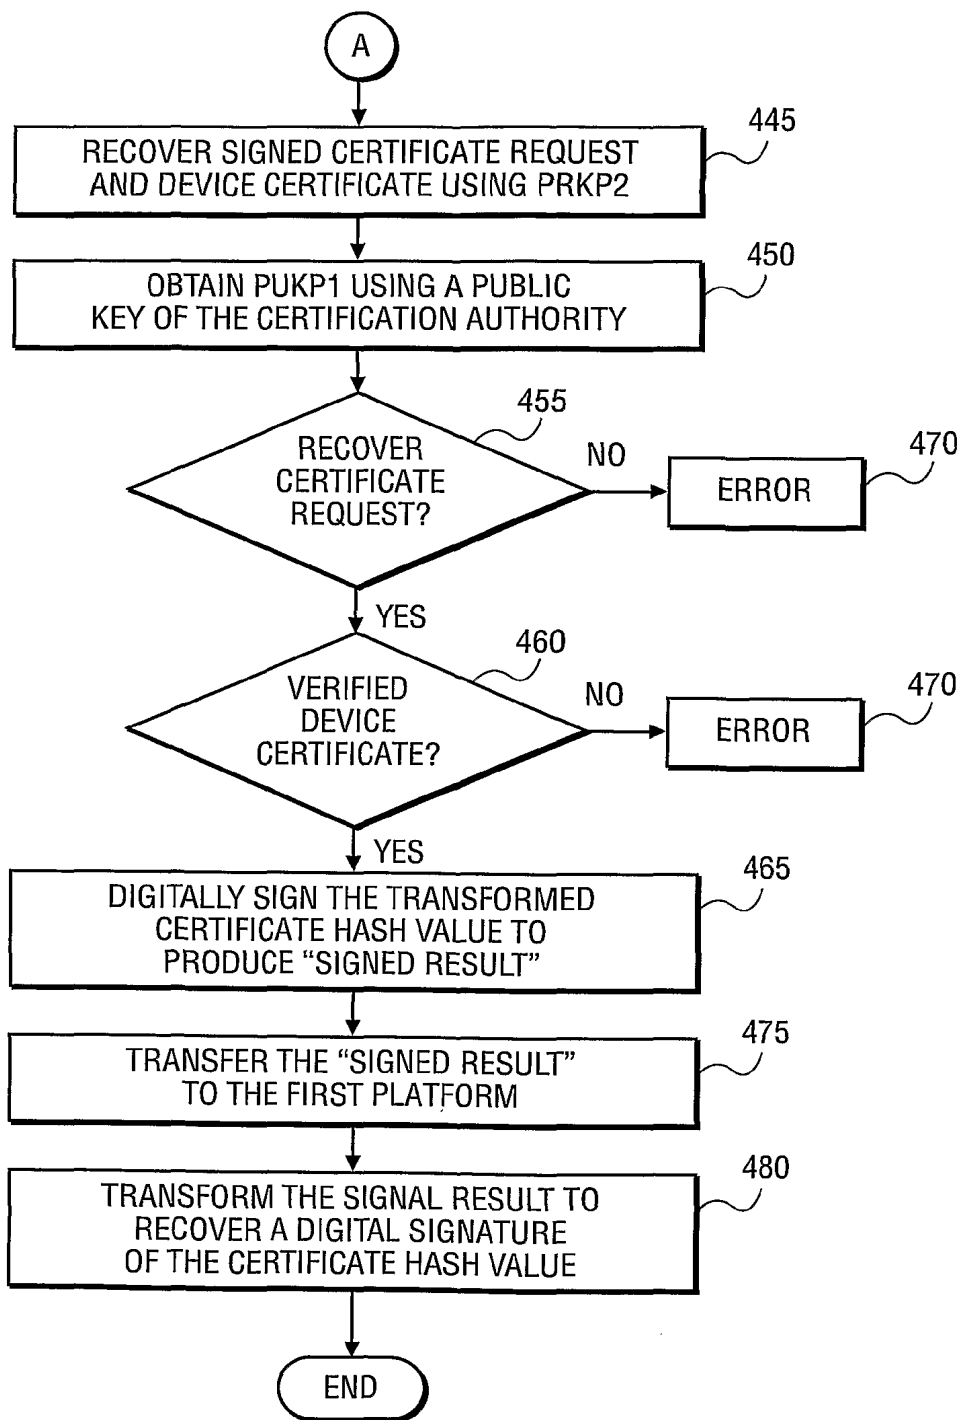 A
445
RECOVER SIGNED CERTIFICATE REQUEST
AND DEVICE CERTIFICATE USING PRKP2
450
OBTAIN PUKP1 USING A PUBLIC
KEY OF THE CERTIFICATION AUTHORITY
455
RECOVER
CERTIFICATE
REQUEST?
NO
470
ERROR
YES
460
VERIFIED
DEVICE
CERTIFICATE?
NO
470
ERROR
YES
465
DIGITALLY SIGN THE TRANSFORMED
CERTIFICATE HASH VALUE TO
PRODUCE “SIGNED RESULT”
475
TRANSFER THE “SIGNED RESULT”
TO THE FIRST PLATFORM
480
TRANSFORM THE SIGNAL RESULT TO
RECOVER A DIGITAL SIGNATURE
OF THE CERTIFICATE HASH VALUE
END